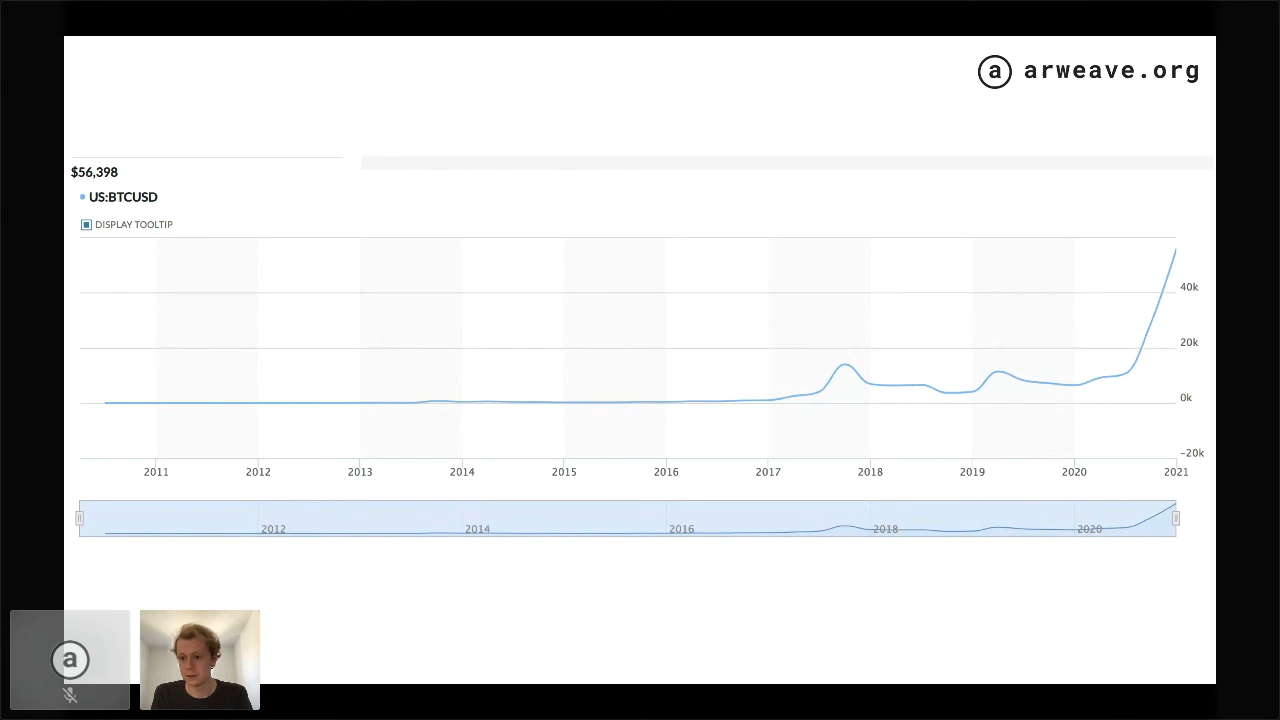 a arweave.org
$56,398
US:BTCUSD
DISPLAY TOOLTIP
40k
20k
0k
-20k
2011 2012 2013 2014 2015 2016 2017 2018 2019 2020 2021
2012 2014 2016 2018 2020
a